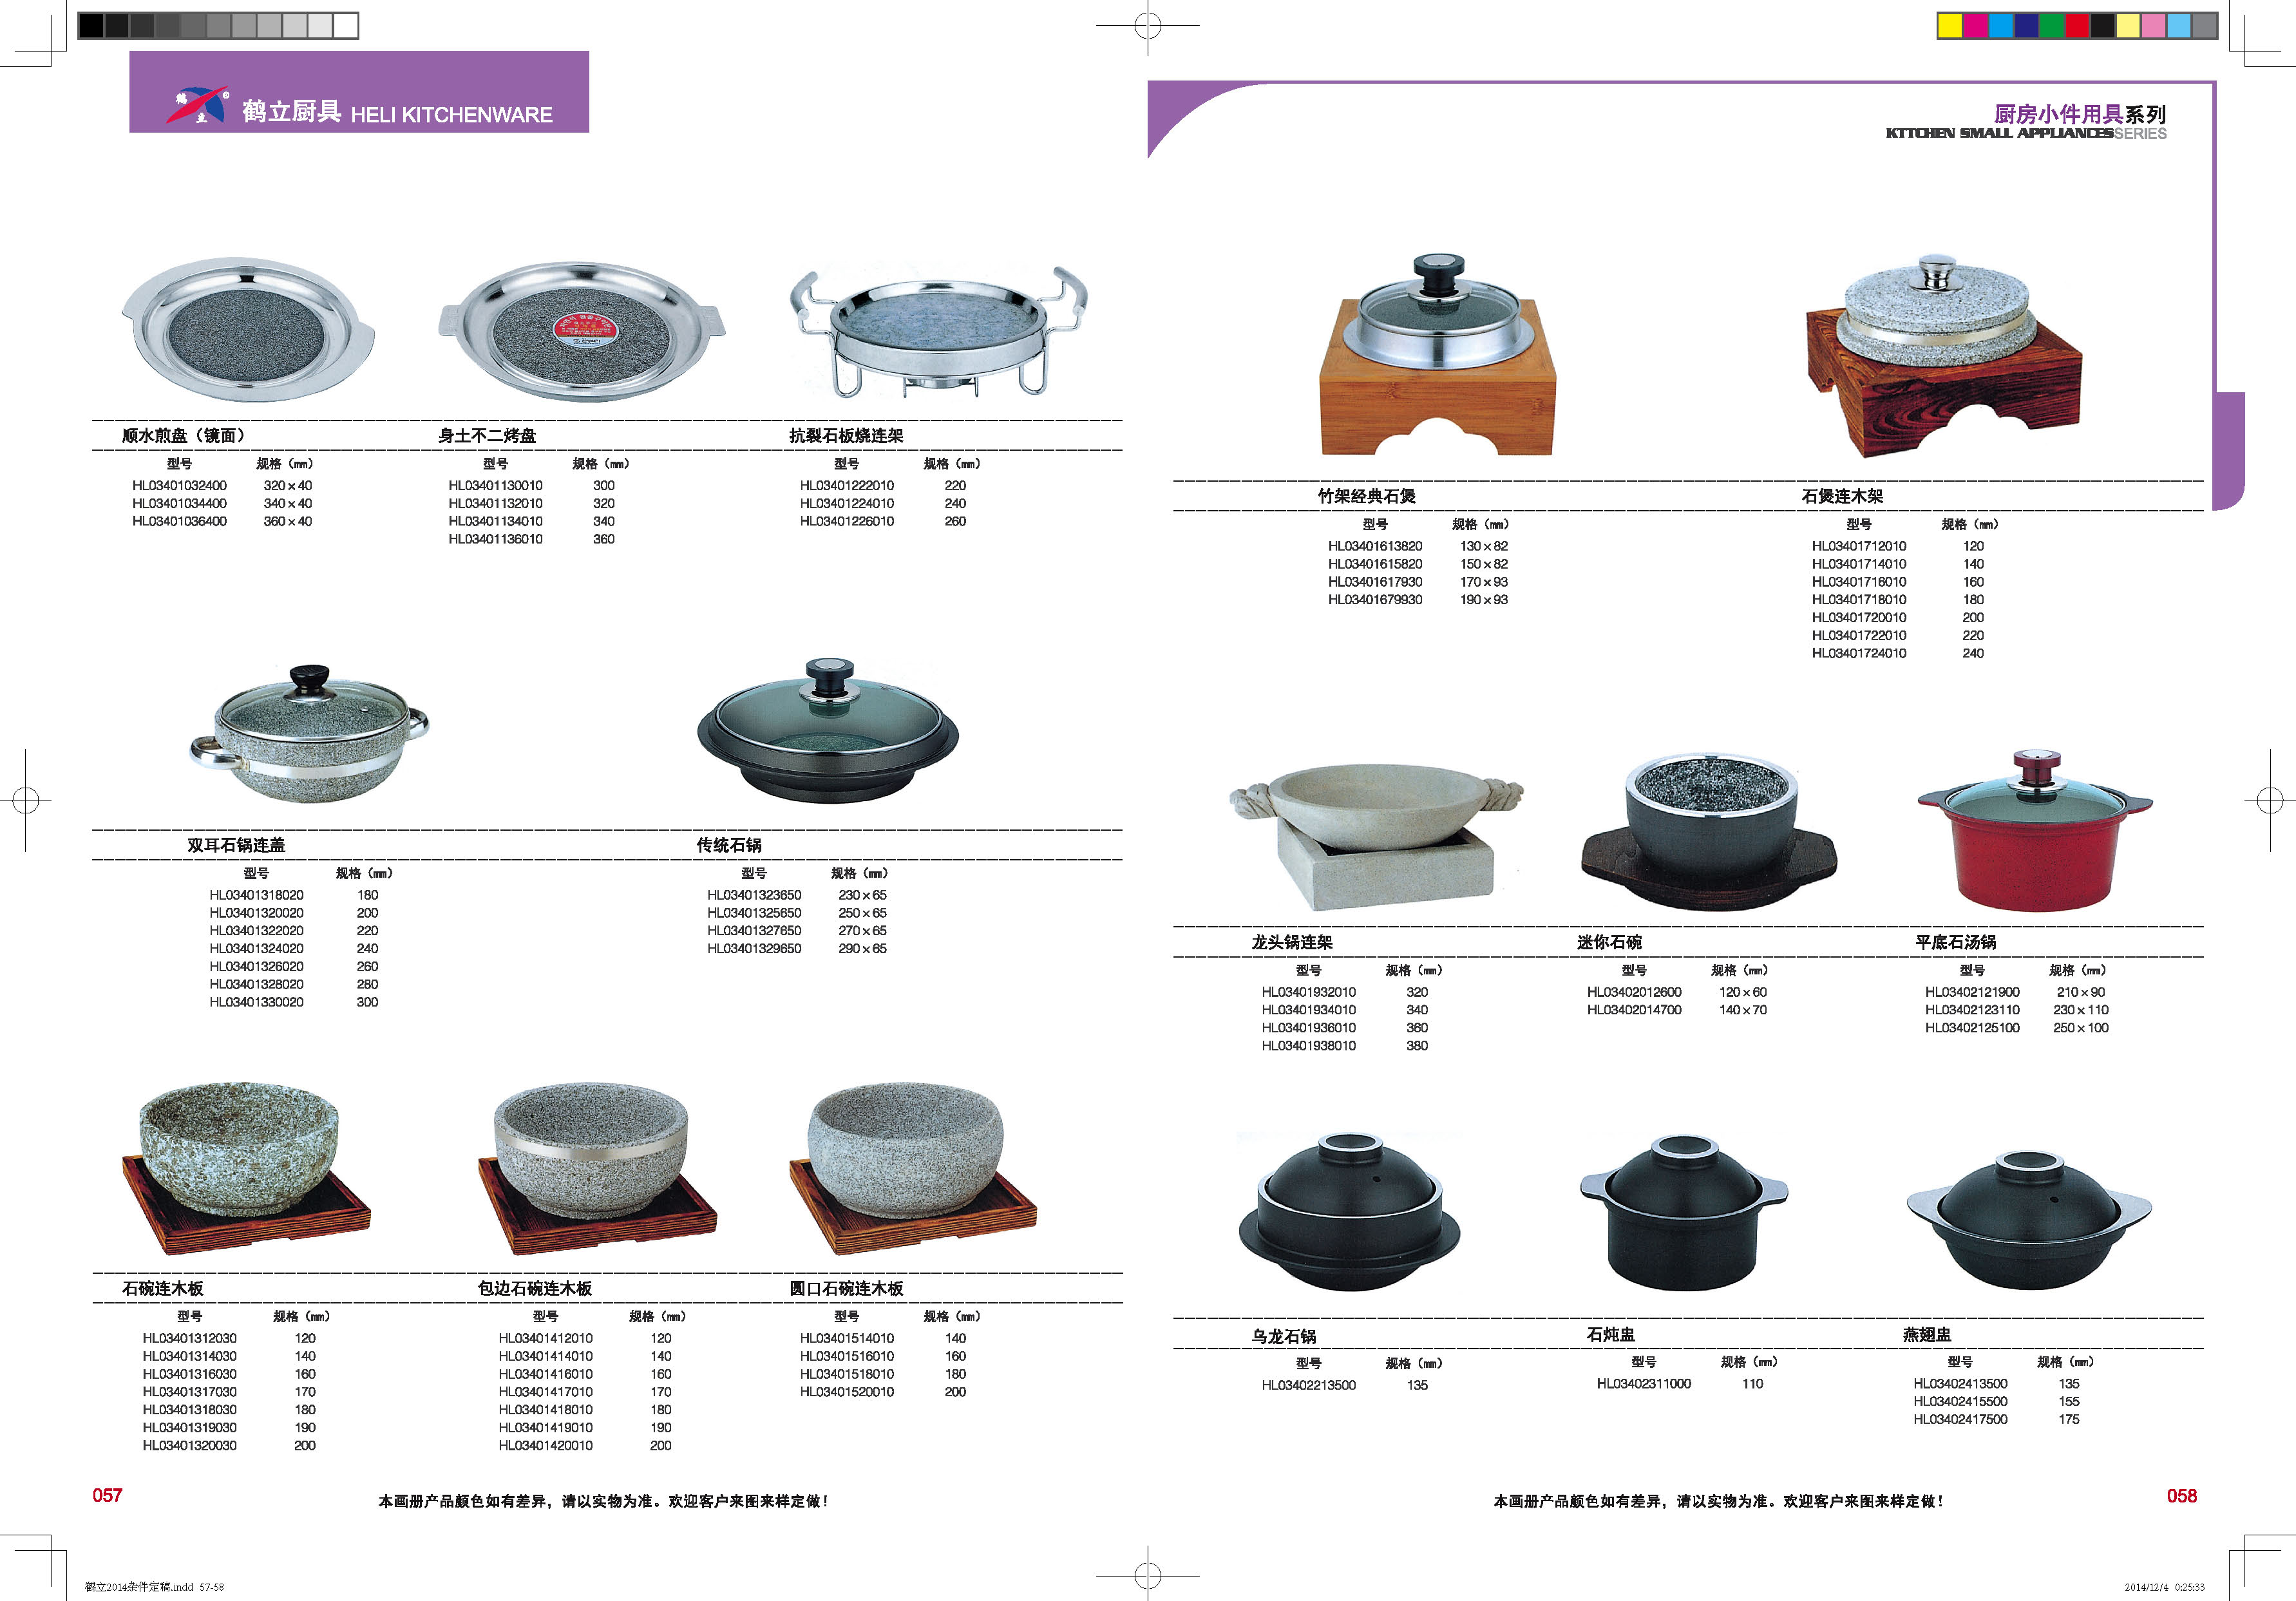 鹤立厨具 HELI KITCHENWARE
顺水煎盘（镜面）
型号 规格（㎜）
HL03401032400 320×40
HL03401034400 340×40
HL03401036400 360×40
身土不二烤盘
型号 规格（㎜）
HL03401130010 300
HL03401132010 320
HL03401134010 340
HL03401136010 360
抗裂石板烧连架
型号 规格（㎜）
HL03401222010 220
HL03401224010 240
HL03401226010 260
双耳石锅连盖
型号 规格（㎜）
HL03401318020 180
HL03401320020 200
HL03401322020 220
HL03401324020 240
HL03401326020 260
HL03401328020 280
HL03401330020 300
传统石锅
型号 规格（㎜）
HL03401323650 230×65
HL03401325650 250×65
HL03401327650 270×65
HL03401329650 290×65
石碗连木板
型号 规格（㎜）
HL03401312030 120
HL03401314030 140
HL03401316030 160
HL03401317030 170
HL03401318030 180
HL03401319030 190
HL03401320030 200
包边石碗连木板
型号 规格（㎜）
HL03401412010 120
HL03401414010 140
HL03401416010 160
HL03401417010 170
HL03401418010 180
HL03401419010 190
HL03401420010 200
圆口石碗连木板
型号 规格（㎜）
HL03401514010 140
HL03401516010 160
HL03401518010 180
HL03401520010 200
057
本画册产品颜色如有差异，请以实物为准。欢迎客户来图来样定做！
鹤立2014杂件定稿.indd 57-58
厨房小件用具系列
KTTCHEN SMALL APPLIANCES SERIES
竹架经典石煲
型号 规格（㎜）
HL03401613820 130×82
HL03401615820 150×82
HL03401617930 170×93
HL03401679930 190×93
石煲连木架
型号 规格（㎜）
HL03401712010 120
HL03401714010 140
HL03401716010 160
HL03401718010 180
HL03401720010 200
HL03401722010 220
HL03401724010 240
龙头锅连架
型号 规格（㎜）
HL03401932010 320
HL03401934010 340
HL03401936010 360
HL03401938010 380
迷你石碗
型号 规格（㎜）
HL03402012600 120×60
HL03402014700 140×70
平底石汤锅
型号 规格（㎜）
HL03402121900 210×90
HL03402123110 230×110
HL03402125100 250×100
乌龙石锅
型号 规格（㎜）
HL03402213500 135
石炖盅
型号 规格（㎜）
HL03402311000 110
燕翅盅
型号 规格（㎜）
HL03402413500 135
HL03402415500 155
HL03402417500 175
本画册产品颜色如有差异，请以实物为准。欢迎客户来图来样定做！
058
2014/12/4 0:25:33